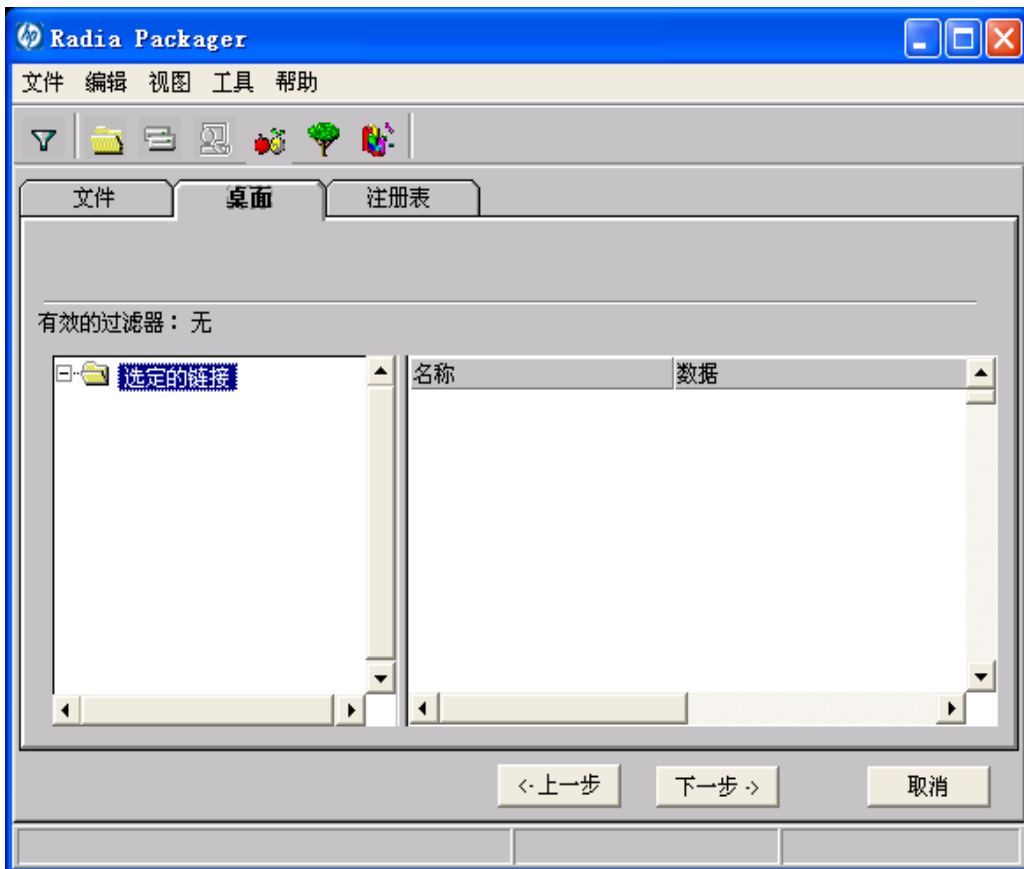 Radia Packager
文件 编辑 视图 工具 帮助
文件 桌面 注册表
有效的过滤器：无
选定的链接 名称 数据
<-上一步 下一步-> 取消